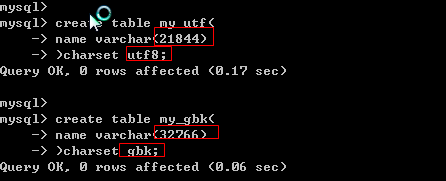 mysql>
mysql> create table my_utf(
-> name varchar(21844)
-> )charset utf8;
Query OK, 0 rows affected (0.17 sec)
mysql>
mysql> create table my_gbk(
-> name varchar(32766)
-> )charset gbk;
Query OK, 0 rows affected (0.06 sec)